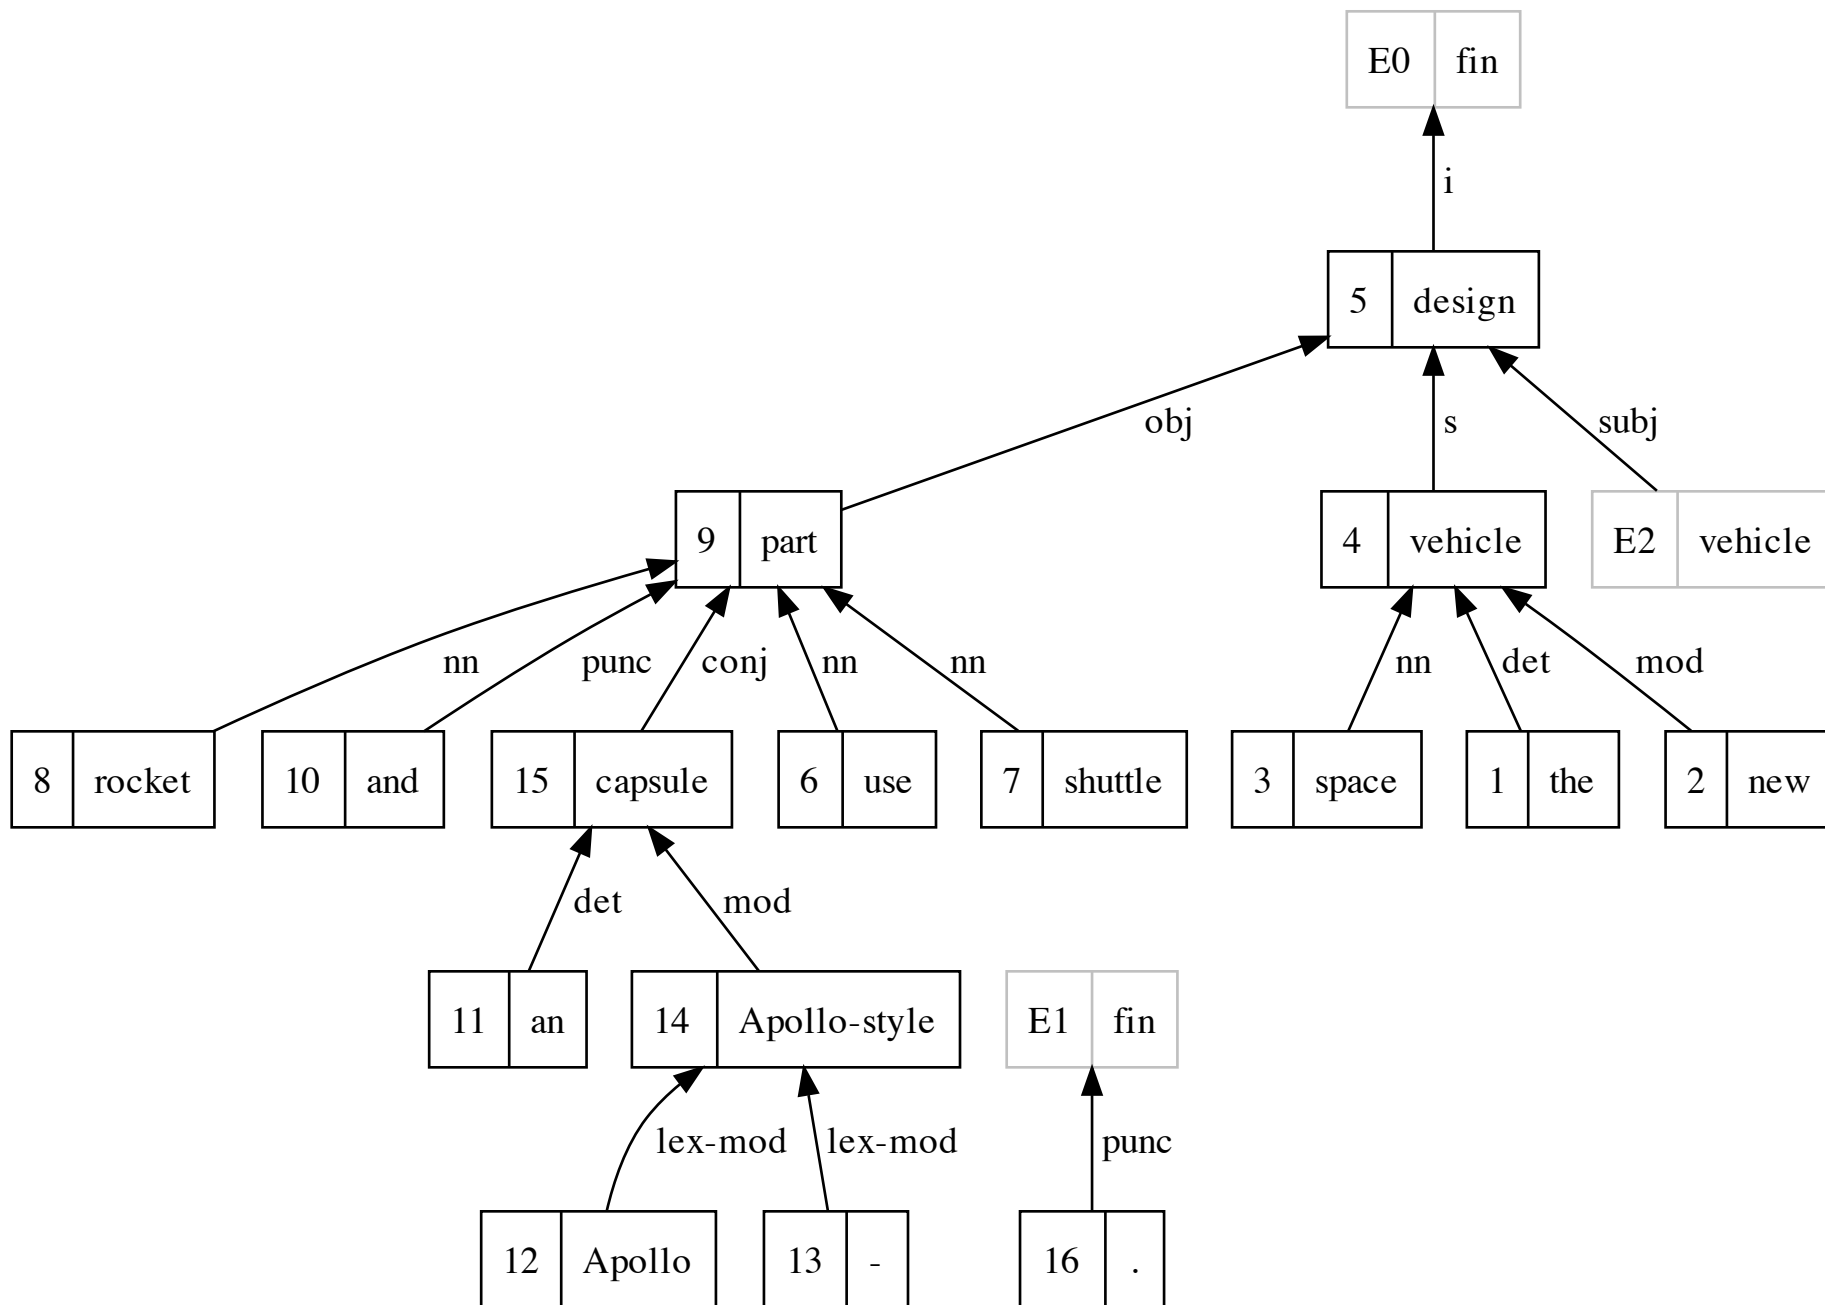 E0 fin
i
5 design
obj s subj
9 part 4 vehicle E2 vehicle
nn punc conj nn nn nn det mod
8 rocket 10 and 15 capsule 6 use 7 shuttle 3 space 1 the 2 new
det mod
11 an 14 Apollo-style E1 fin
lex-mod lex-mod punc
12 Apollo 13 - 16 .